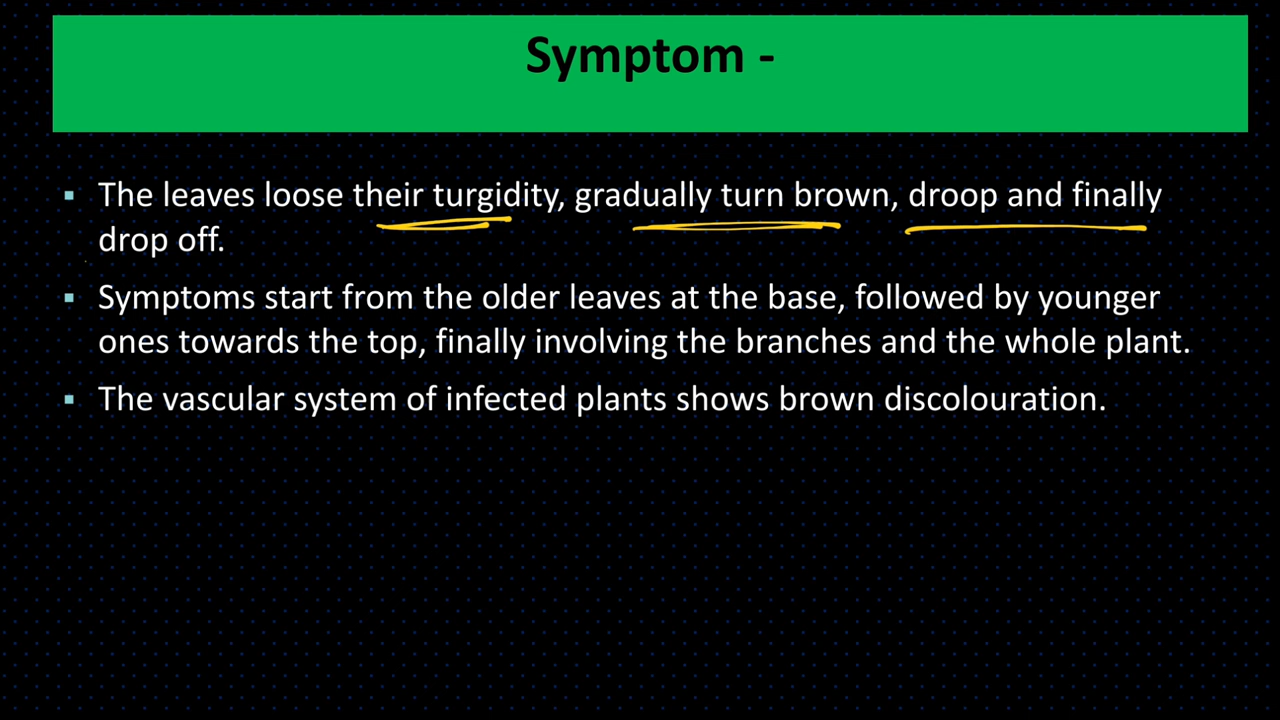 Symptom -
▪ The leaves loose their turgidity, gradually turn brown, droop and finally
drop off.
▪ Symptoms start from the older leaves at the base, followed by younger
ones towards the top, finally involving the branches and the whole plant.
▪ The vascular system of infected plants shows brown discolouration.